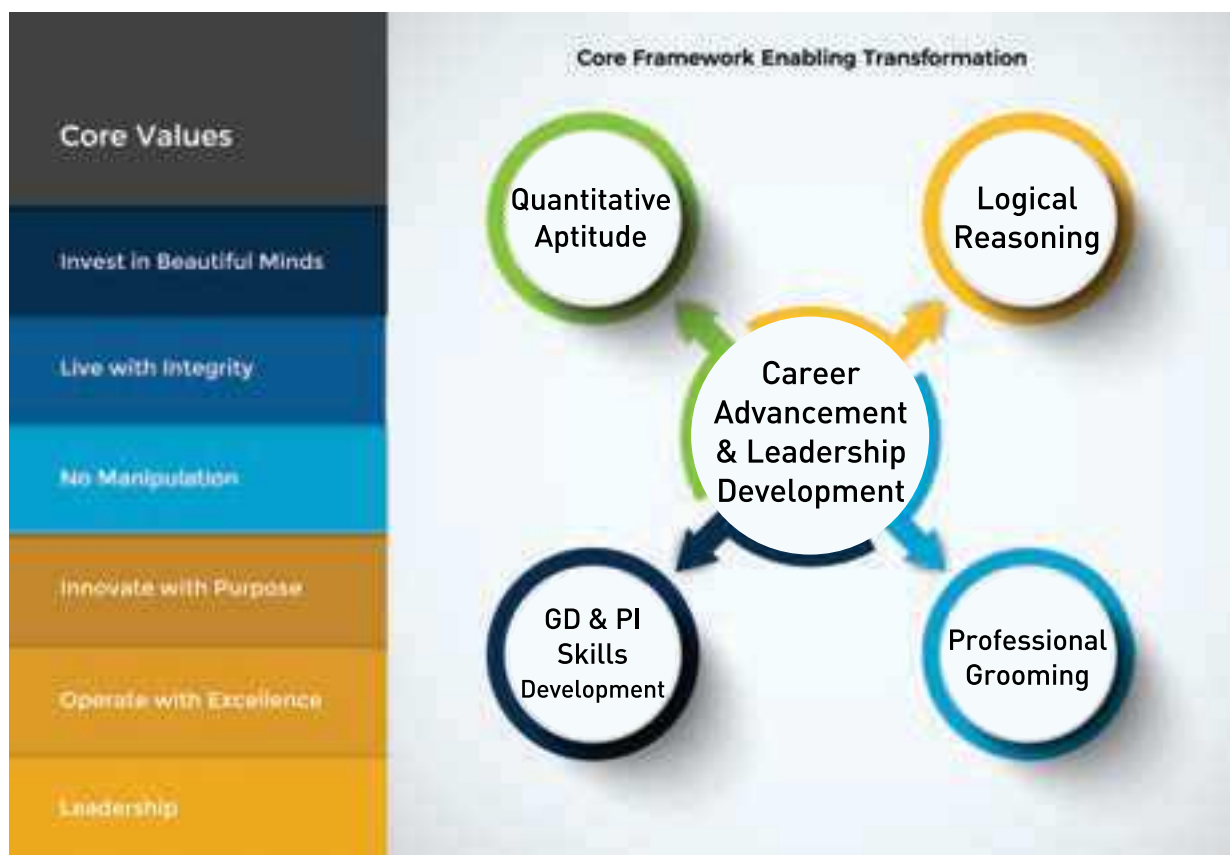 Core Values
Invest in Beautiful Minds
Live with Integrity
No Manipulation
Innovate with Purpose
Operate with Excellence
Leadership
Core Framework Enabling Transformation
Quantitative
Aptitude
Logical
Reasoning
Career
Advancement
& Leadership
Development
GD & PI
Skills
Development
Professional
Grooming